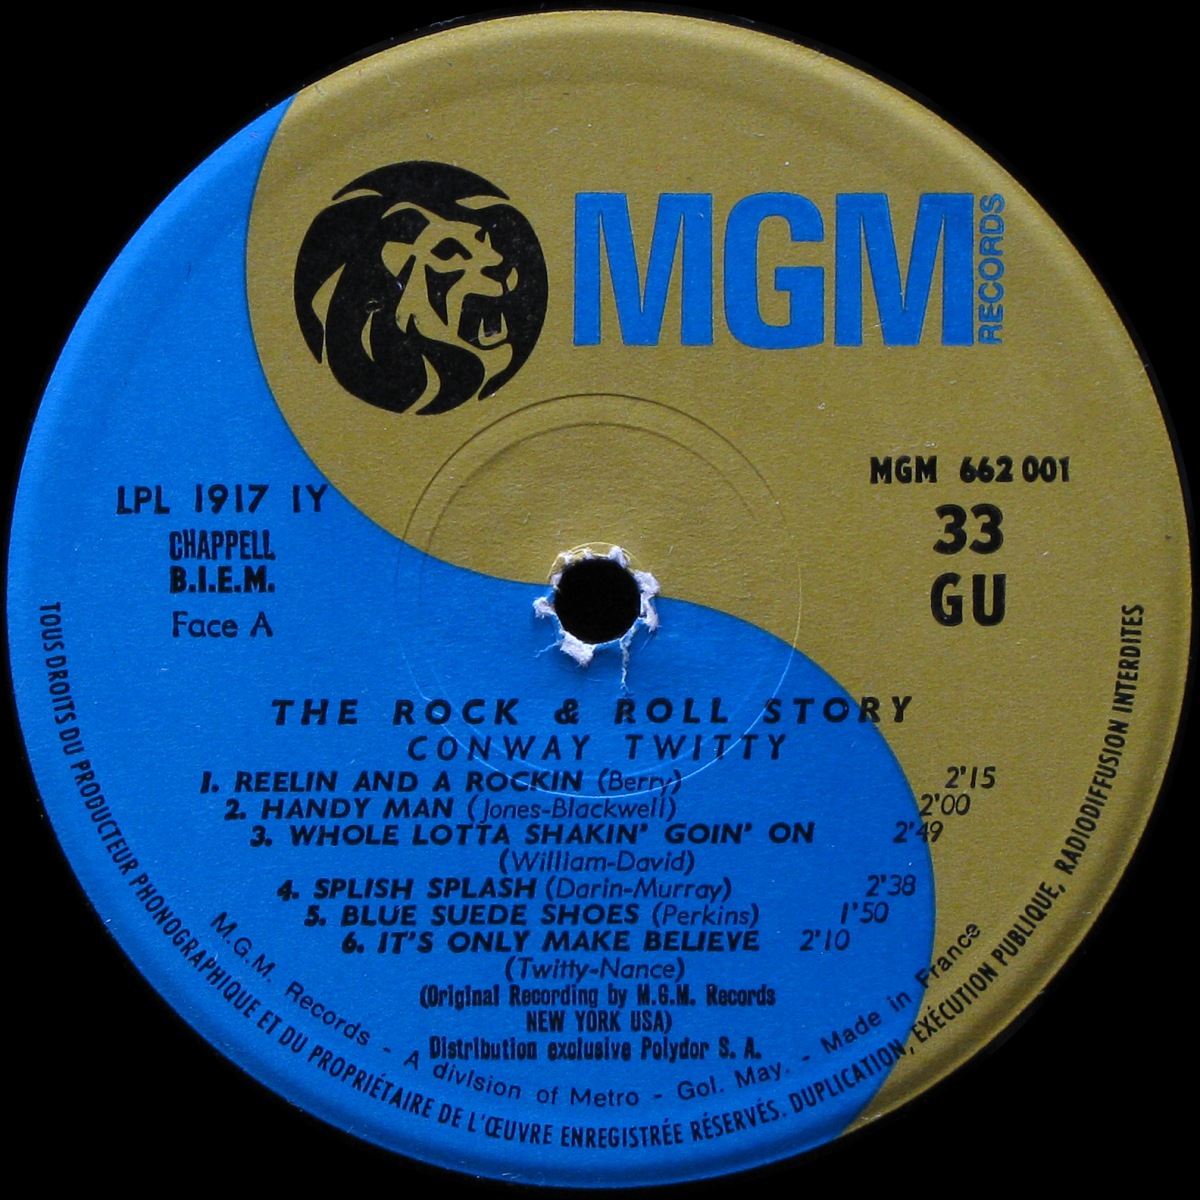 MGM RECORDS
MGM 662 001
33
GU
LPL 1917 1Y
CHAPPELL
B.I.E.M.
Face A
THE ROCK & ROLL STORY
CONWAY TWITTY
1. REELIN AND A ROCKIN (Berry) 2'15
2. HANDY MAN (Jones-Blackwell) 2'00
3. WHOLE LOTTA SHAKIN' GOIN' ON 2'49
(William-David)
4. SPLISH SPLASH (Darin-Murray) 2'38
5. BLUE SUEDE SHOES (Perkins) 1'50
6. IT'S ONLY MAKE BELIEVE 2'10
(Twitty-Nance)
(Original Recording by M.G.M. Records
NEW YORK USA)
Distribution exclusive Polydor S. A.
M.G.M. Records - A division of Metro - Gol. May. - Made in France
TOUS DROITS DU PRODUCTEUR PHONOGRAPHIQUE ET DU PROPRIÉTAIRE DE L'ŒUVRE ENREGISTRÉE RÉSERVÉS. DUPLICATION, EXÉCUTION PUBLIQUE, RADIODIFFUSION INTERDITES